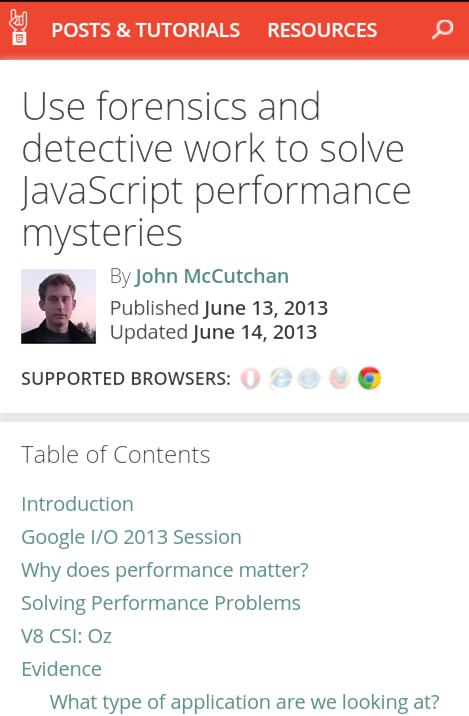 POSTS & TUTORIALS RESOURCES
Use forensics and
detective work to solve
JavaScript performance
mysteries
By John McCutchan
Published June 13, 2013
Updated June 14, 2013
SUPPORTED BROWSERS:
Table of Contents
Introduction
Google I/O 2013 Session
Why does performance matter?
Solving Performance Problems
V8 CSI: Oz
Evidence
What type of application are we looking at?